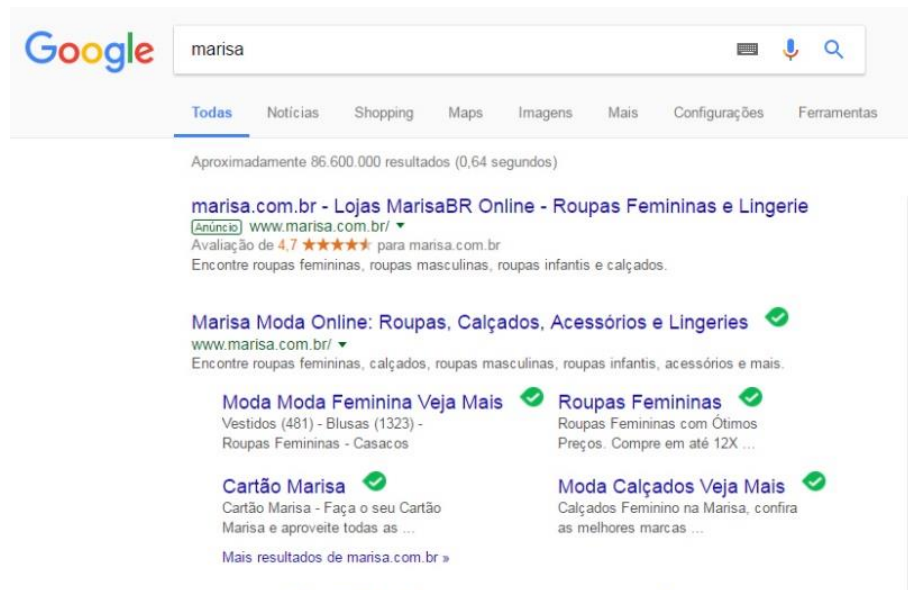 Google
marisa
Todas Notícias Shopping Maps Imagens Mais Configurações Ferramentas
Aproximadamente 86.600.000 resultados (0,64 segundos)
marisa.com.br - Lojas MarisaBR Online - Roupas Femininas e Lingerie
Anúncio www.marisa.com.br/
Avaliação de 4,7 ★★★★★ para marisa.com.br
Encontre roupas femininas, roupas masculinas, roupas infantis e calçados.
Marisa Moda Online: Roupas, Calçados, Acessórios e Lingeries
www.marisa.com.br/
Encontre roupas femininas, calçados, roupas masculinas, roupas infantis, acessórios e mais.
Moda Moda Feminina Veja Mais
Vestidos (481) - Blusas (1323) -
Roupas Femininas - Casacos
Roupas Femininas
Roupas Femininas com Ótimos
Preços. Compre em até 12X ...
Cartão Marisa
Cartão Marisa - Faça o seu Cartão
Marisa e aproveite todas as ...
Moda Calçados Veja Mais
Calçados Feminino na Marisa, confira
as melhores marcas ...
Mais resultados de marisa.com.br »